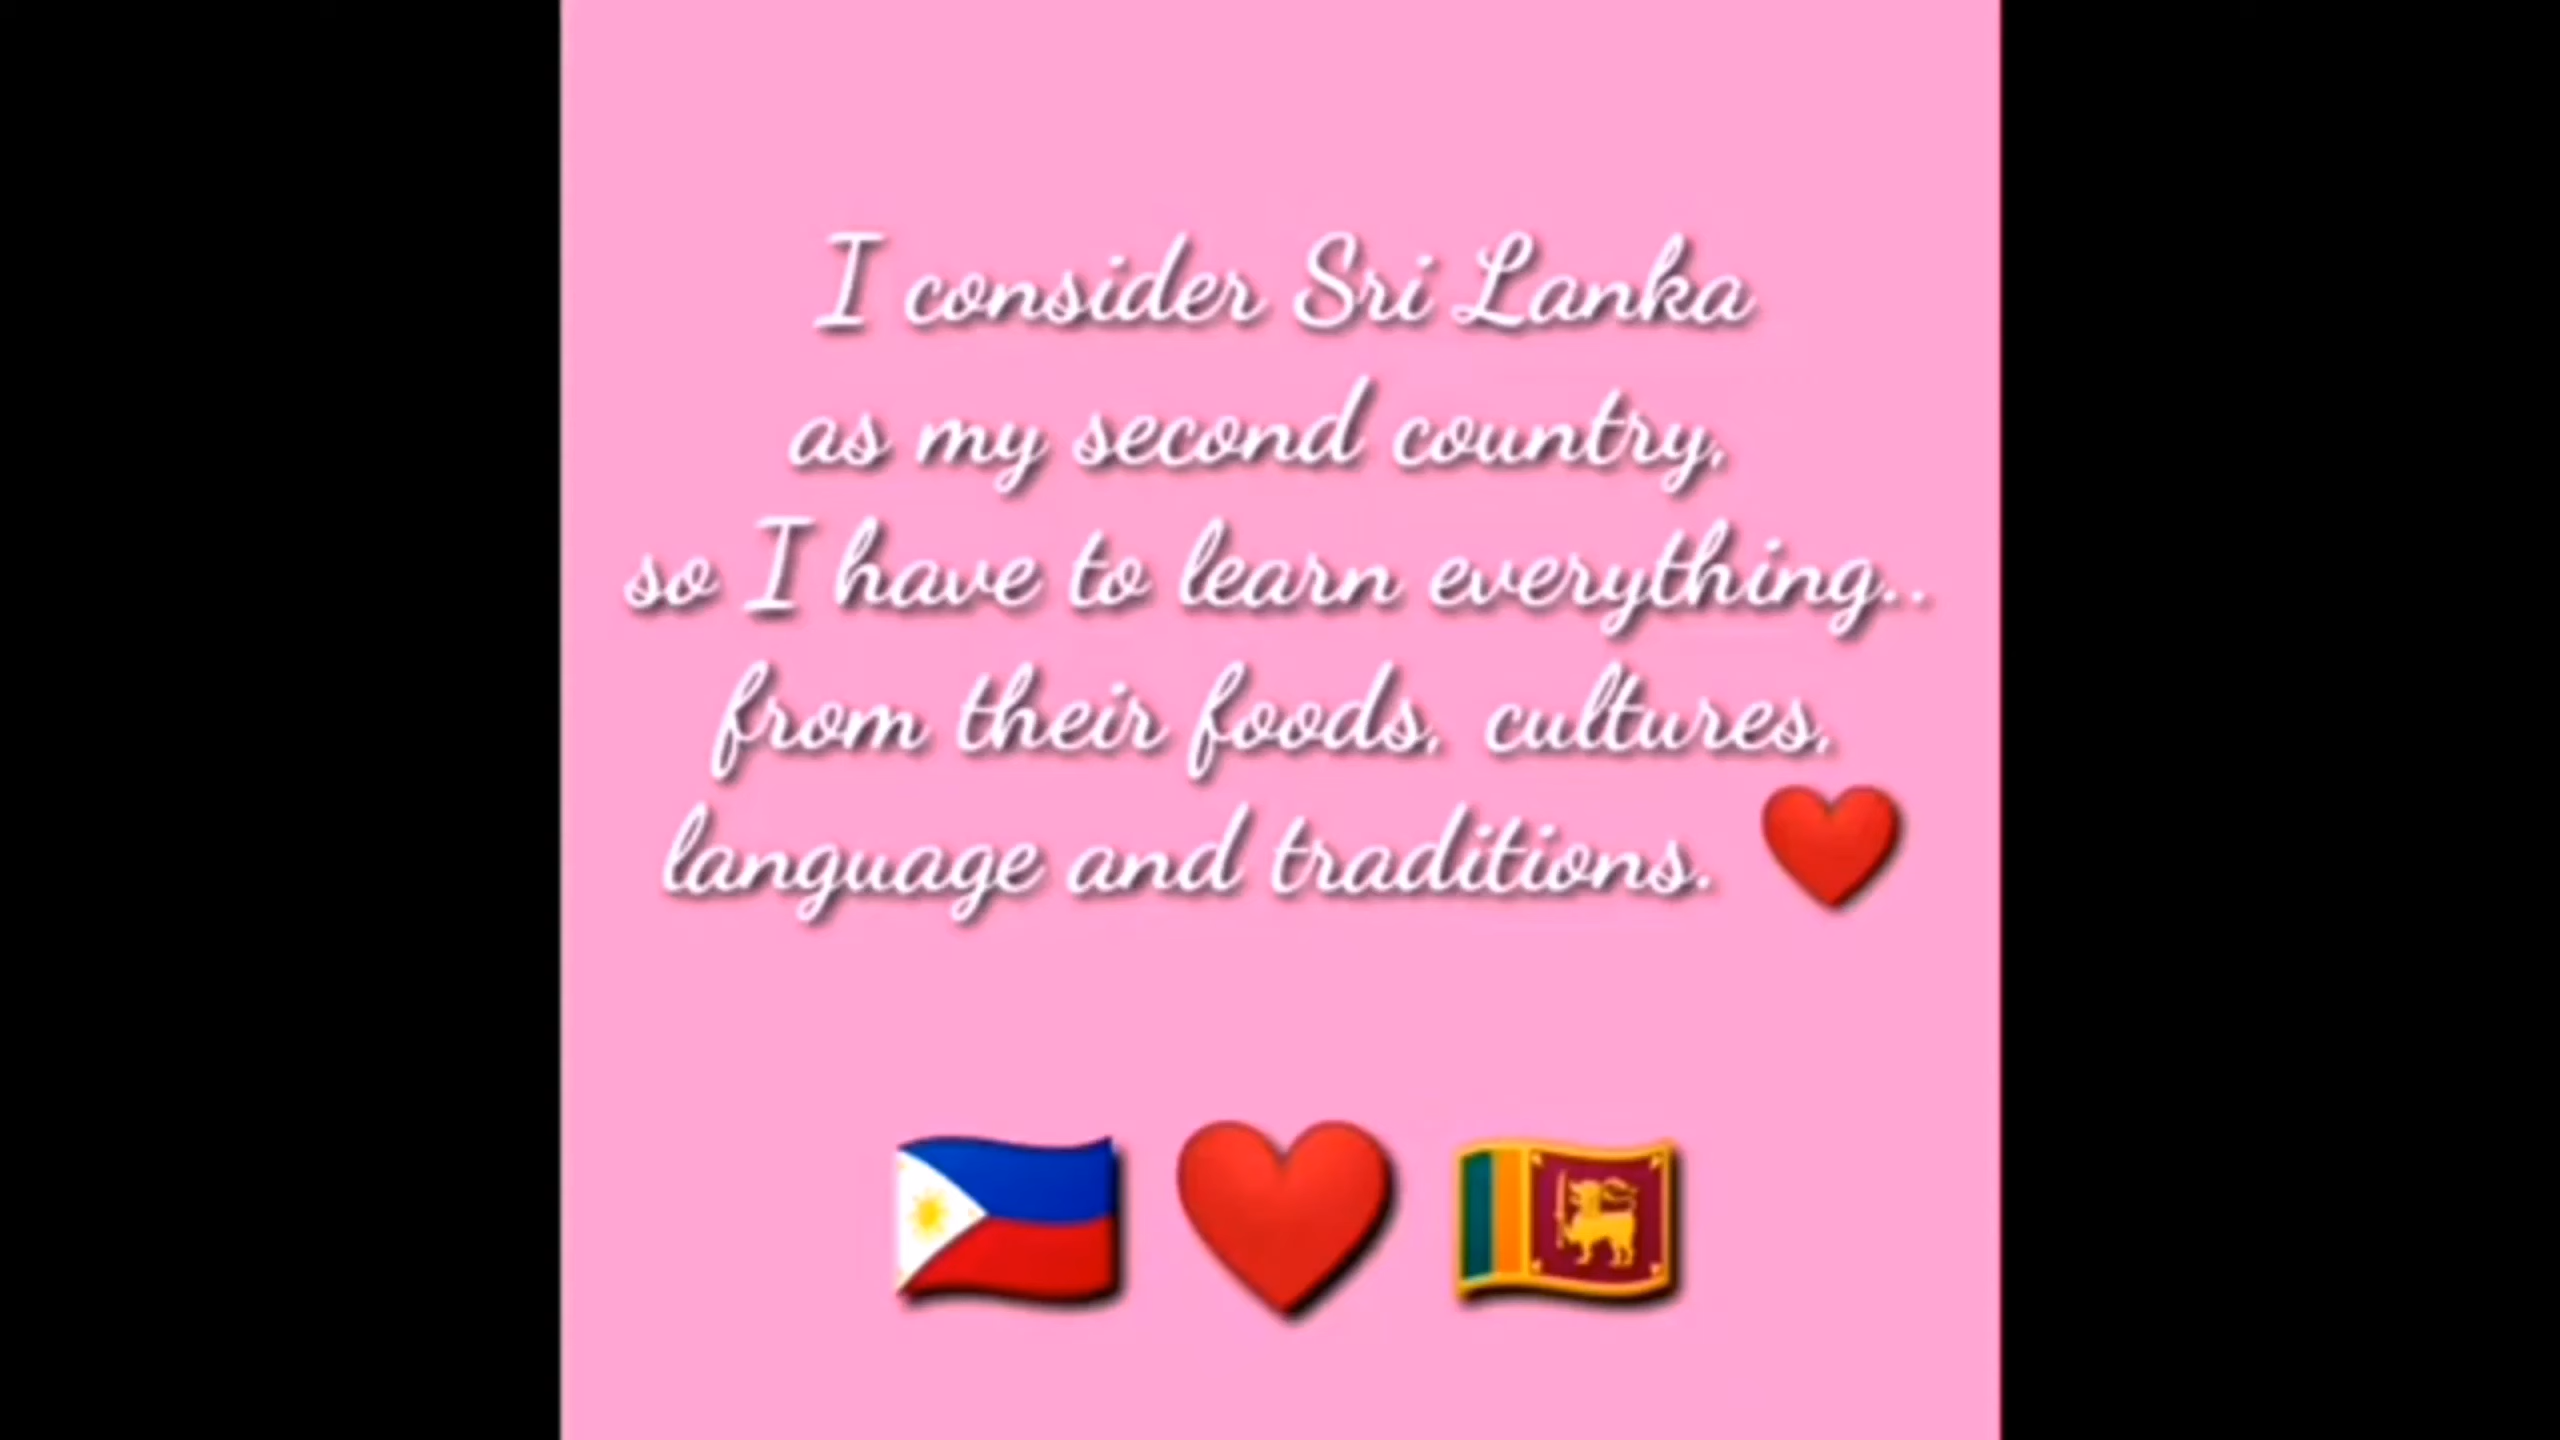 I consider Sri Lanka
as my second country,
so I have to learn everything..
from their foods, cultures,
language and traditions. ❤️
🇵🇭 ❤️ 🇱🇰